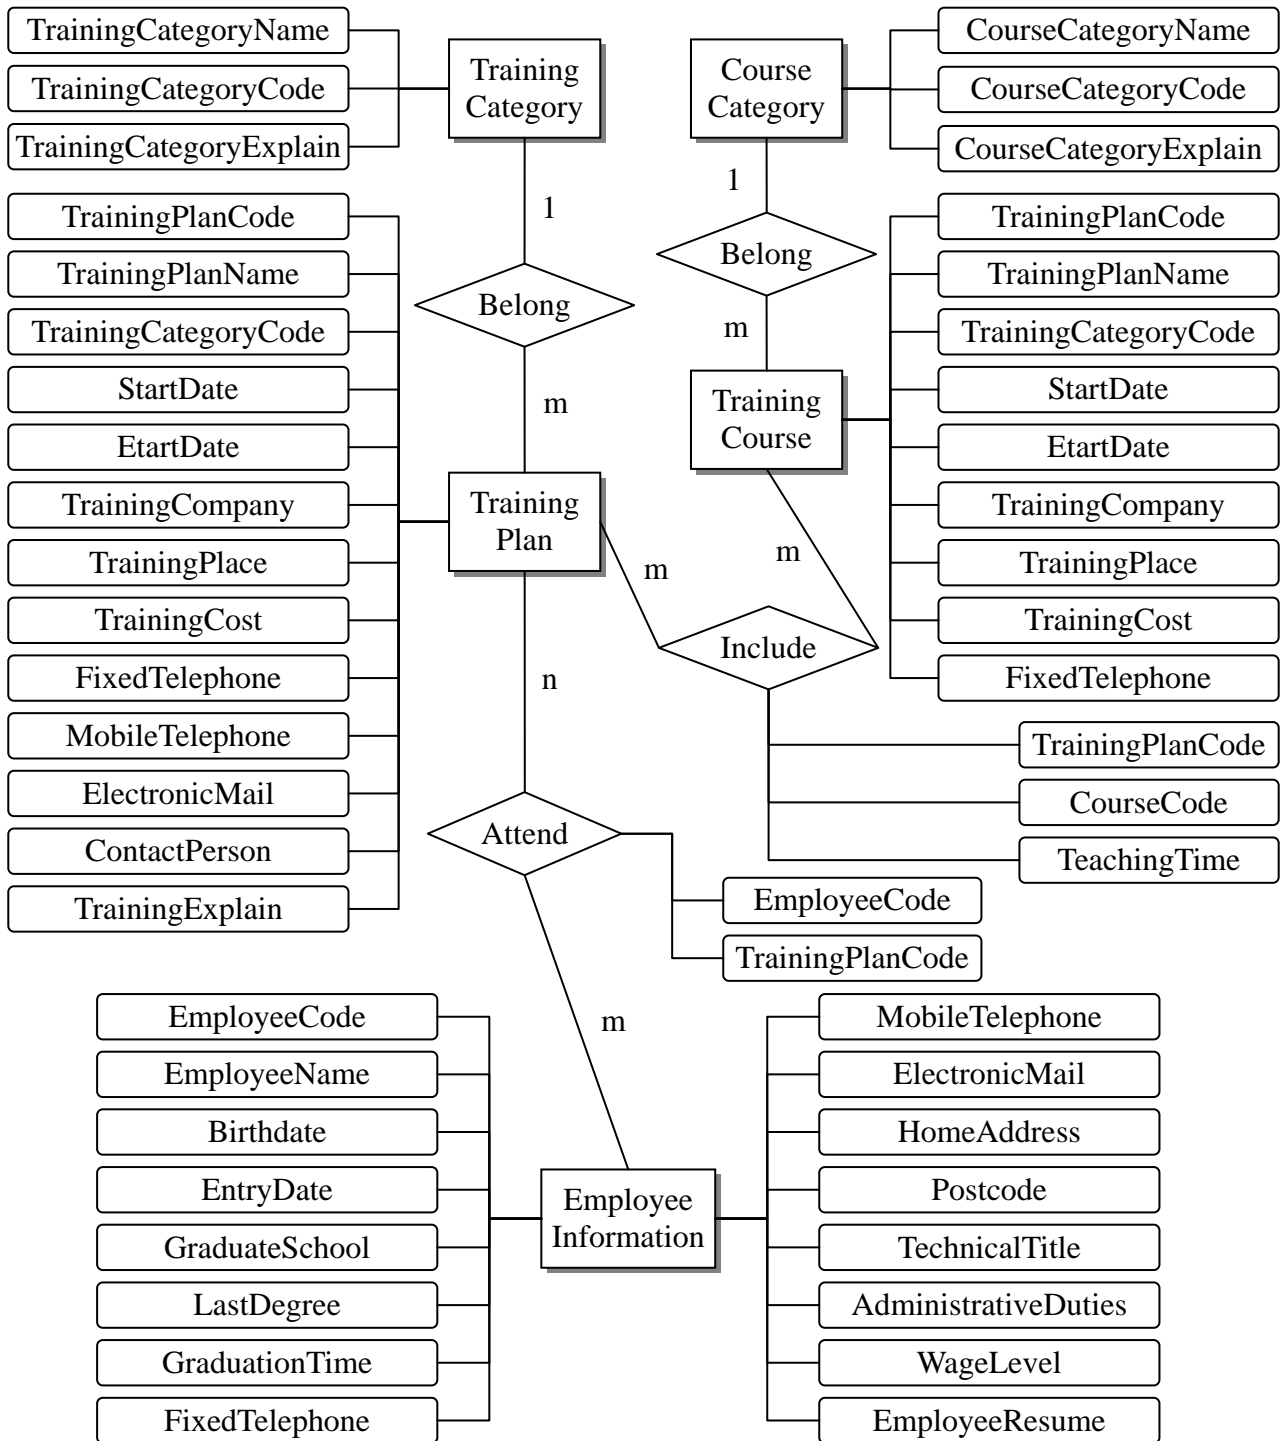 TrainingCategoryName
TrainingCategoryCode
TrainingCategoryExplain
Training
Category
Course
Category
CourseCategoryName
CourseCategoryCode
CourseCategoryExplain
1
Belong
m
1
Belong
m
TrainingPlanCode
TrainingPlanName
TrainingCategoryCode
StartDate
EtartDate
TrainingCompany
TrainingPlace
TrainingCost
FixedTelephone
MobileTelephone
ElectronicMail
ContactPerson
TrainingExplain
Training
Plan
Training
Course
TrainingPlanCode
TrainingPlanName
TrainingCategoryCode
StartDate
EtartDate
TrainingCompany
TrainingPlace
TrainingCost
FixedTelephone
m
m
Include
TrainingPlanCode
CourseCode
TeachingTime
n
Attend
EmployeeCode
TrainingPlanCode
m
EmployeeCode
EmployeeName
Birthdate
EntryDate
GraduateSchool
LastDegree
GraduationTime
FixedTelephone
Employee
Information
MobileTelephone
ElectronicMail
HomeAddress
Postcode
TechnicalTitle
AdministrativeDuties
WageLevel
EmployeeResume